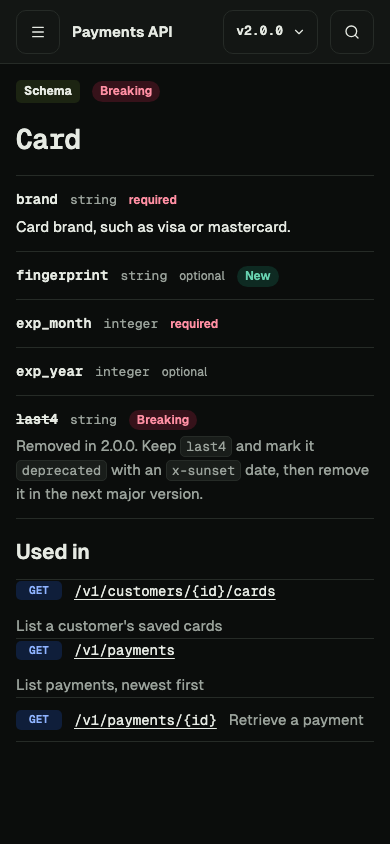 Payments API
v2.0.0
Schema Breaking
Card
brand string required
Card brand, such as visa or mastercard.
fingerprint string optional New
exp_month integer required
exp_year integer optional
last4 string Breaking
Removed in 2.0.0. Keep last4 and mark it
deprecated with an x-sunset date, then remove
it in the next major version.
Used in
GET /v1/customers/{id}/cards
List a customer's saved cards
GET /v1/payments
List payments, newest first
GET /v1/payments/{id} Retrieve a payment